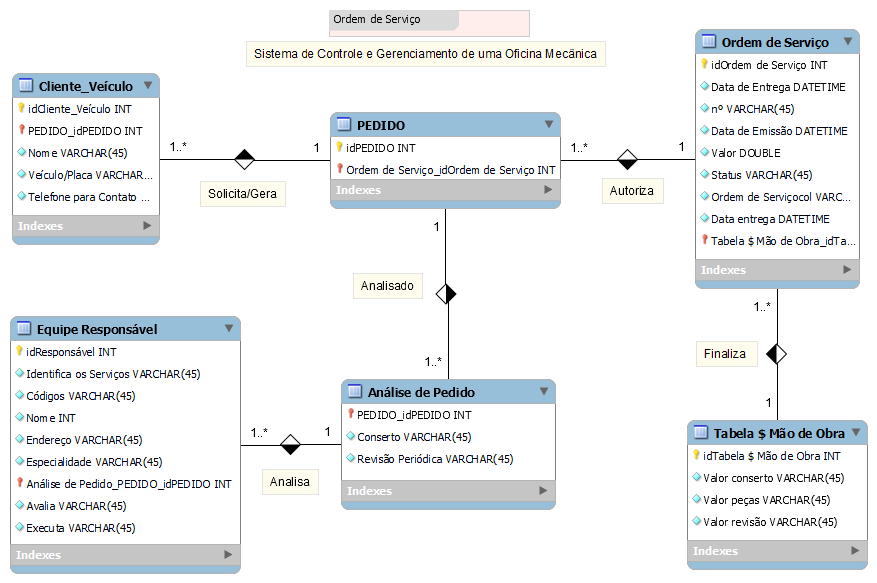 Ordem de Serviço
Sistema de Controle e Gerenciamento de uma Oficina Mecânica
Cliente_Veículo
idCliente_Veículo INT
PEDIDO_idPEDIDO INT
Nome VARCHAR(45)
Veículo/Placa VARCHAR...
Telefone para Contato ...
Indexes
1..*
1
Solicita/Gera
PEDIDO
idPEDIDO INT
Ordem de Serviço_idOrdem de Serviço INT
Indexes
1..*
1
Autoriza
Ordem de Serviço
idOrdem de Serviço INT
Data de Entrega DATETIME
nº VARCHAR(45)
Data de Emissão DATETIME
Valor DOUBLE
Status VARCHAR(45)
Ordem de Serviçocol VARC...
Data entrega DATETIME
Tabela $ Mão de Obra_idTa...
Indexes
1
Analisado
1..*
1..*
Finaliza
1
Equipe Responsável
idResponsável INT
Identifica os Serviços VARCHAR(45)
Códigos VARCHAR(45)
Nome INT
Endereço VARCHAR(45)
Especialidade VARCHAR(45)
Análise de Pedido_PEDIDO_idPEDIDO INT
Avalia VARCHAR(45)
Executa VARCHAR(45)
Indexes
1..*
1
Analisa
Análise de Pedido
PEDIDO_idPEDIDO INT
Conserto VARCHAR(45)
Revisão Periódica VARCHAR(45)
Indexes
Tabela $ Mão de Obra
idTabela $ Mão de Obra INT
Valor conserto VARCHAR(45)
Valor peças VARCHAR(45)
Valor revisão VARCHAR(45)
Indexes